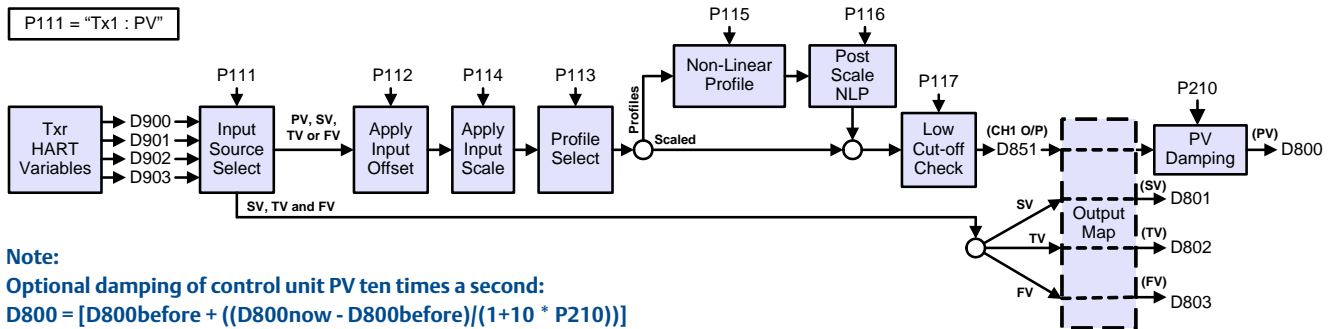 P111 = “Tx1 : PV”
Txr
HART
Variables
D900
D901
D902
D903
P111
Input
Source
Select
PV, SV,
TV or FV
SV, TV and FV
P112
Apply
Input
Offset
P114
Apply
Input
Scale
P113
Profile
Select
Profiles
Scaled
P115
Non-Linear
Profile
P116
Post
Scale
NLP
P117
Low
Cut-off
Check
(CH1 O/P)
D851
SV
TV
FV
Output
Map
P210
PV
Damping
(PV)
D800
(SV)
D801
(TV)
D802
(FV)
D803
Note:
Optional damping of control unit PV ten times a second:
D800 = [D800before + ((D800now - D800before)/(1+10 * P210))]